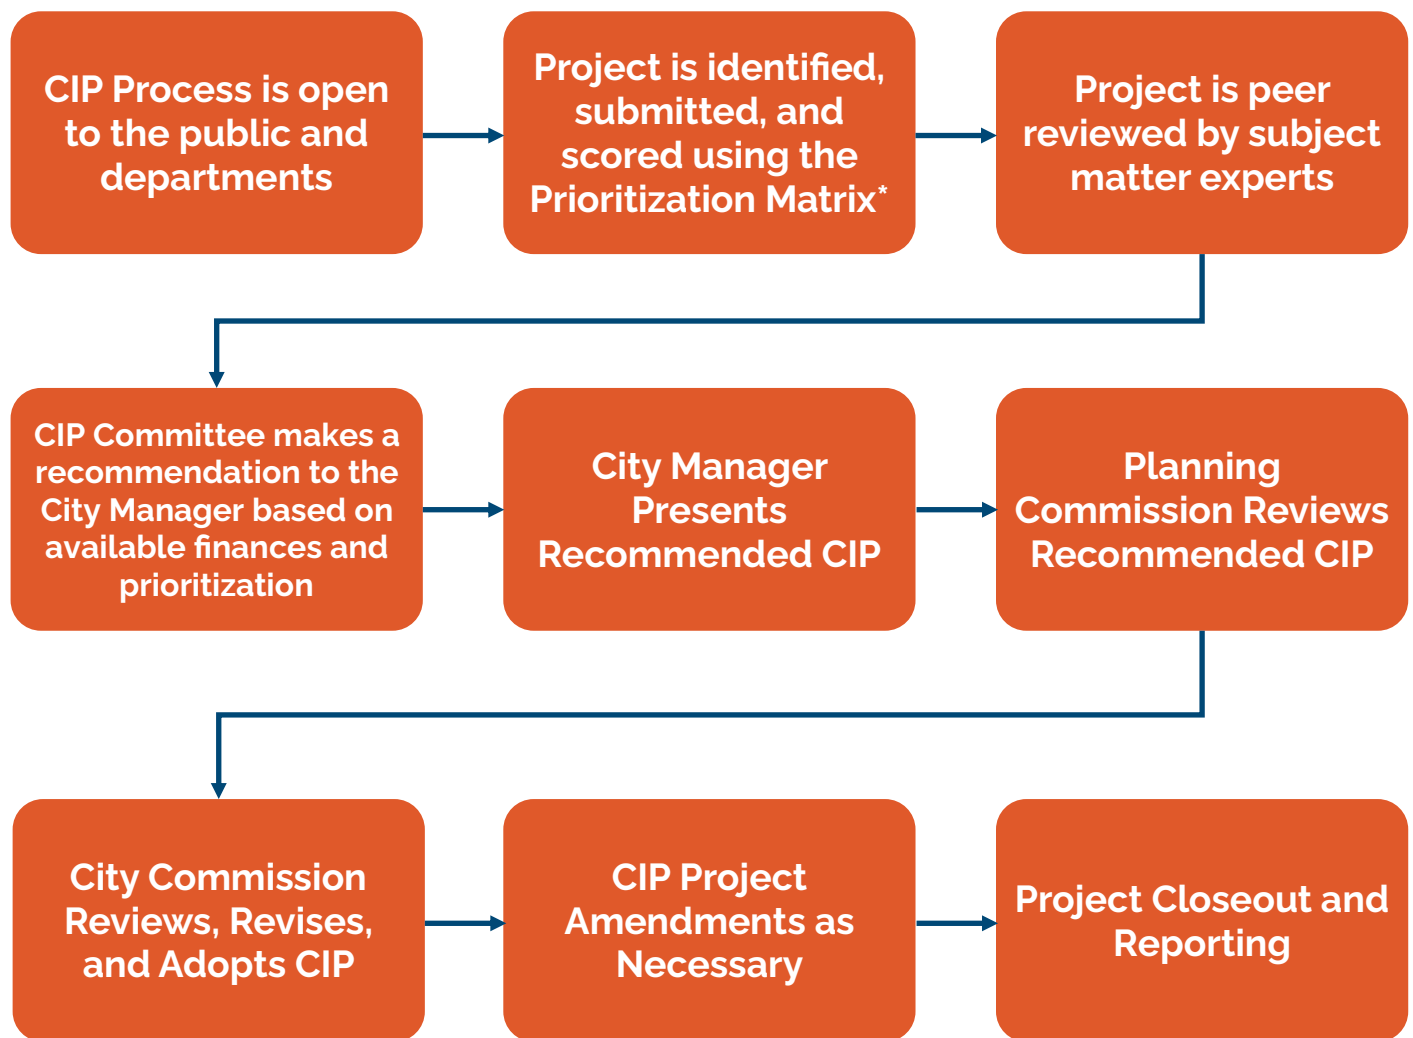 CIP Process is open
to the public and
departments
Project is identified,
submitted, and
scored using the
Prioritization Matrix*
Project is peer
reviewed by subject
matter experts
CIP Committee makes a
recommendation to the
City Manager based on
available finances and
prioritization
City Manager
Presents
Recommended CIP
Planning
Commission Reviews
Recommended CIP
City Commission
Reviews, Revises,
and Adopts CIP
CIP Project
Amendments as
Necessary
Project Closeout and
Reporting